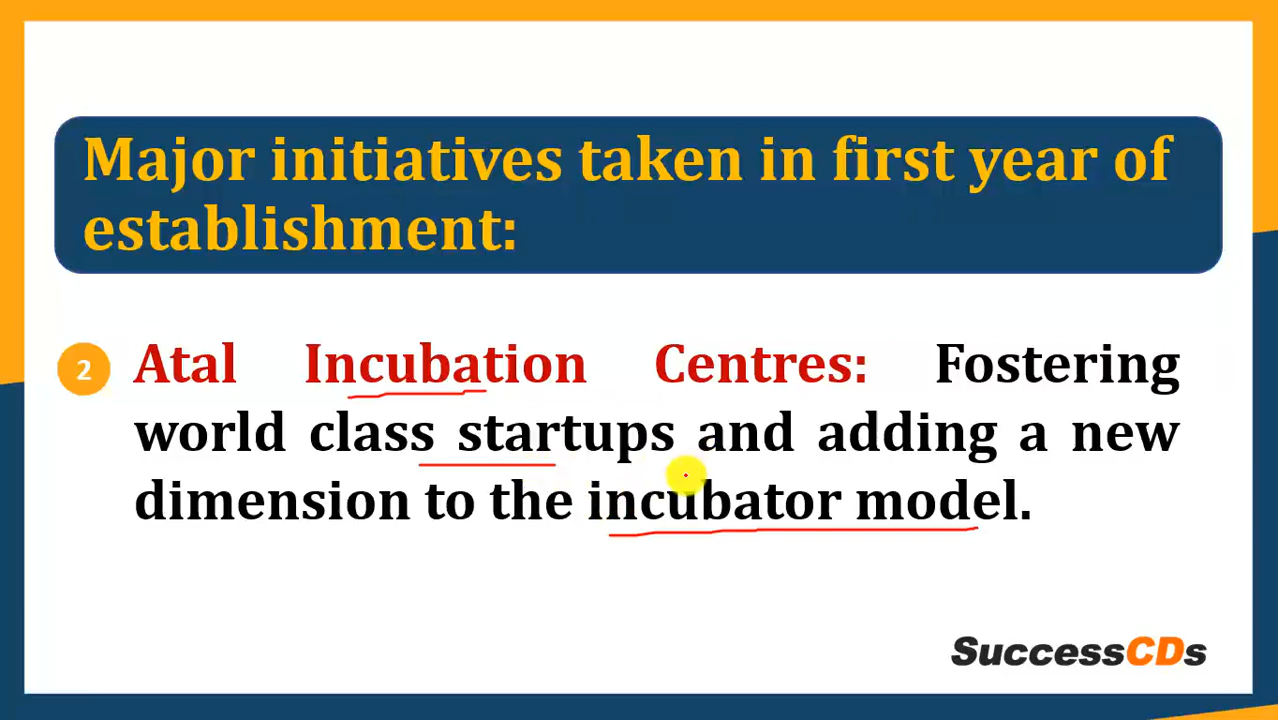 Major initiatives taken in first year of
establishment:
2 Atal Incubation Centres: Fostering
world class startups and adding a new
dimension to the incubator model.
SuccessCDs